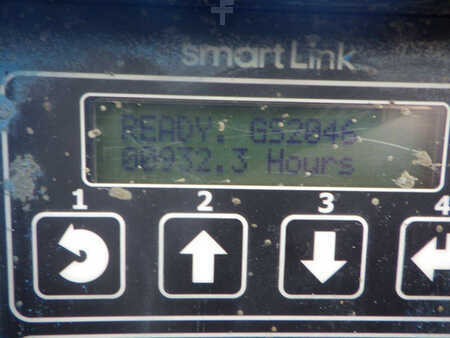 smartLink
READY: GS2046
00932.3 Hours
1 2 3 4